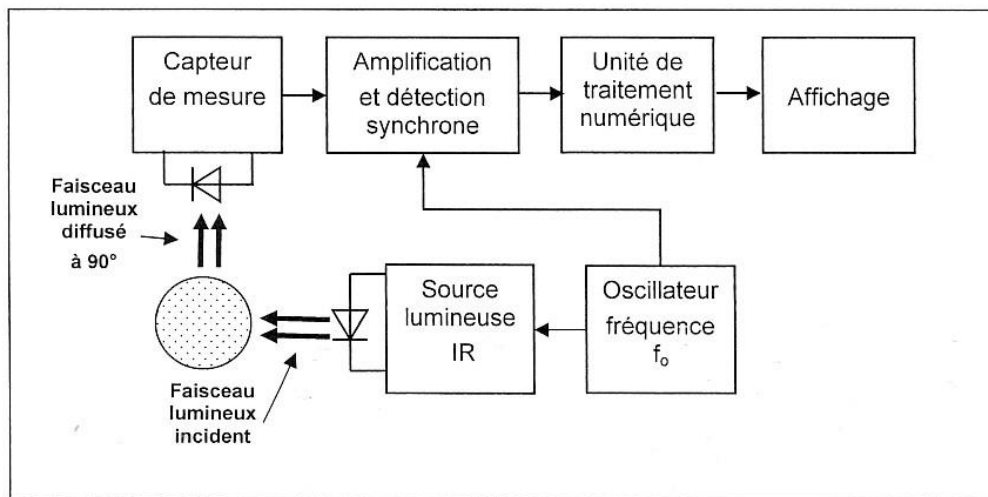 Capteur
de mesure
Amplification
et détection
synchrone
Unité de
traitement
numérique
Affichage
Faisceau
lumineux
diffusé
à 90°
Source
lumineuse
IR
Oscillateur
fréquence
fo
Faisceau
lumineux
incident